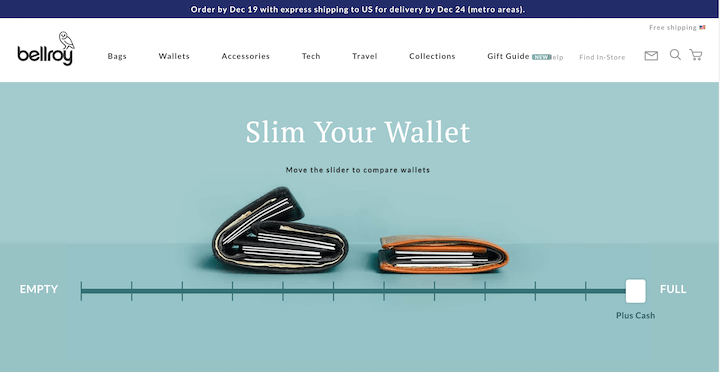 Order by Dec 19 with express shipping to US for delivery by Dec 24 (metro areas).
Free shipping
bellroy
Bags Wallets Accessories Tech Travel Collections Gift Guide NEW elp Find In-Store
Slim Your Wallet
Move the slider to compare wallets
EMPTY FULL
Plus Cash